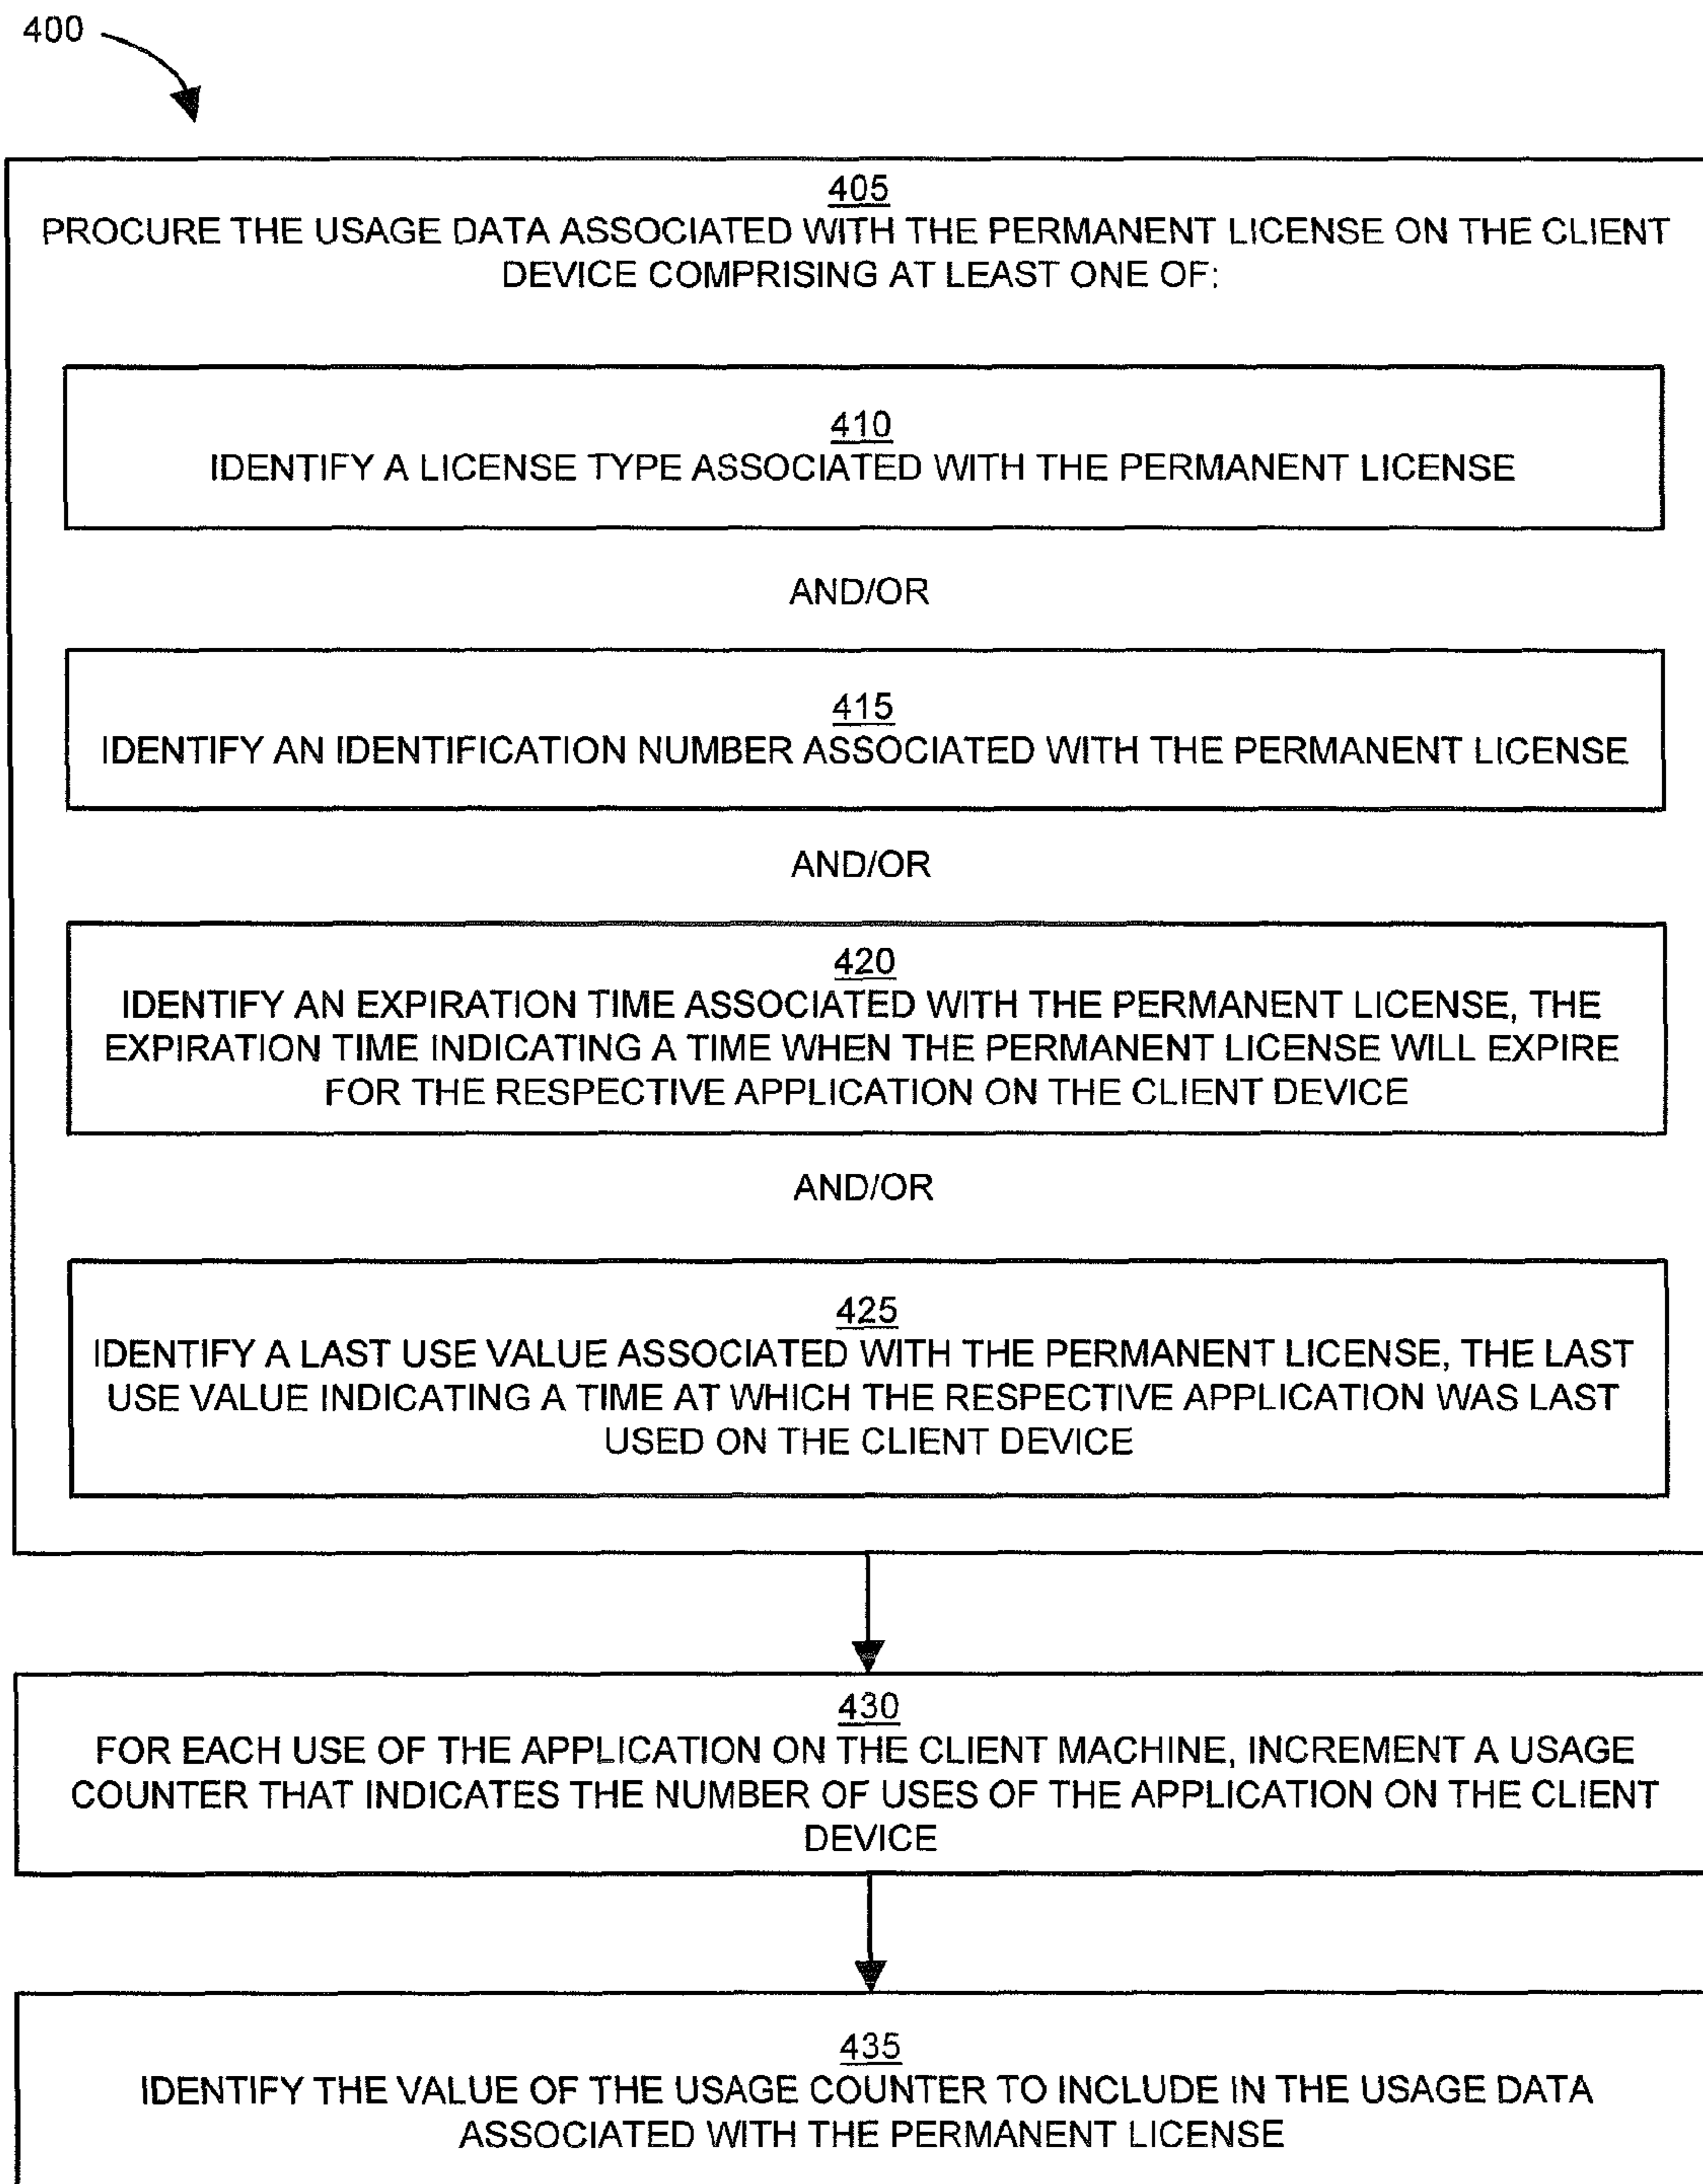 400
405
PROCURE THE USAGE DATA ASSOCIATED WITH THE PERMANENT LICENSE ON THE CLIENT
DEVICE COMPRISING AT LEAST ONE OF:
410
IDENTIFY A LICENSE TYPE ASSOCIATED WITH THE PERMANENT LICENSE
AND/OR
415
IDENTIFY AN IDENTIFICATION NUMBER ASSOCIATED WITH THE PERMANENT LICENSE
AND/OR
420
IDENTIFY AN EXPIRATION TIME ASSOCIATED WITH THE PERMANENT LICENSE, THE
EXPIRATION TIME INDICATING A TIME WHEN THE PERMANENT LICENSE WILL EXPIRE
FOR THE RESPECTIVE APPLICATION ON THE CLIENT DEVICE
AND/OR
425
IDENTIFY A LAST USE VALUE ASSOCIATED WITH THE PERMANENT LICENSE, THE LAST
USE VALUE INDICATING A TIME AT WHICH THE RESPECTIVE APPLICATION WAS LAST
USED ON THE CLIENT DEVICE
430
FOR EACH USE OF THE APPLICATION ON THE CLIENT MACHINE, INCREMENT A USAGE
COUNTER THAT INDICATES THE NUMBER OF USES OF THE APPLICATION ON THE CLIENT
DEVICE
435
IDENTIFY THE VALUE OF THE USAGE COUNTER TO INCLUDE IN THE USAGE DATA
ASSOCIATED WITH THE PERMANENT LICENSE